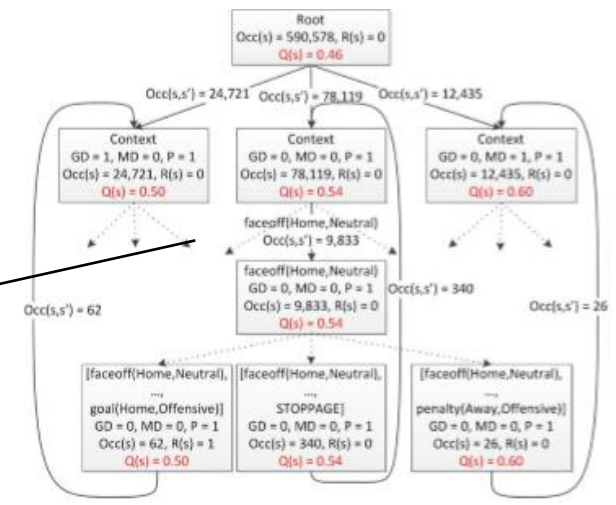 Root
Occ(s) = 590,578, R(s) = 0
Q(s) = 0.46
Occ(s,s') = 24,721
Occ(s,s') = 78,119
Occ(s,s') = 12,435
Context
GD = 1, MD = 0, P = 1
Occ(s) = 24,721, R(s) = 0
Q(s) = 0.50
Context
GD = 0, MD = 0, P = 1
Occ(s) = 78,119, R(s) = 0
Q(s) = 0.54
Context
GD = 0, MD = 1, P = 1
Occ(s) = 12,435, R(s) = 0
Q(s) = 0.60
faceoff(Home,Neutral)
Occ(s,s') = 9,833
faceoff(Home,Neutral)
GD = 0, MD = 0, P = 1
Occ(s) = 9,833, R(s) = 0
Q(s) = 0.54
Occ(s,s') = 62
Occ(s,s') = 340
Occ(s,s') = 26
[faceoff(Home,Neutral),
...,
goal(Home,Offensive)]
GD = 0, MD = 0, P = 1
Occ(s) = 62, R(s) = 1
Q(s) = 0.50
[faceoff(Home,Neutral),
...,
STOPPAGE]
GD = 0, MD = 0, P = 1
Occ(s) = 340, R(s) = 0
Q(s) = 0.54
[faceoff(Home,Neutral),
...,
penalty(Away,Offensive)]
GD = 0, MD = 0, P = 1
Occ(s) = 26, R(s) = 0
Q(s) = 0.60